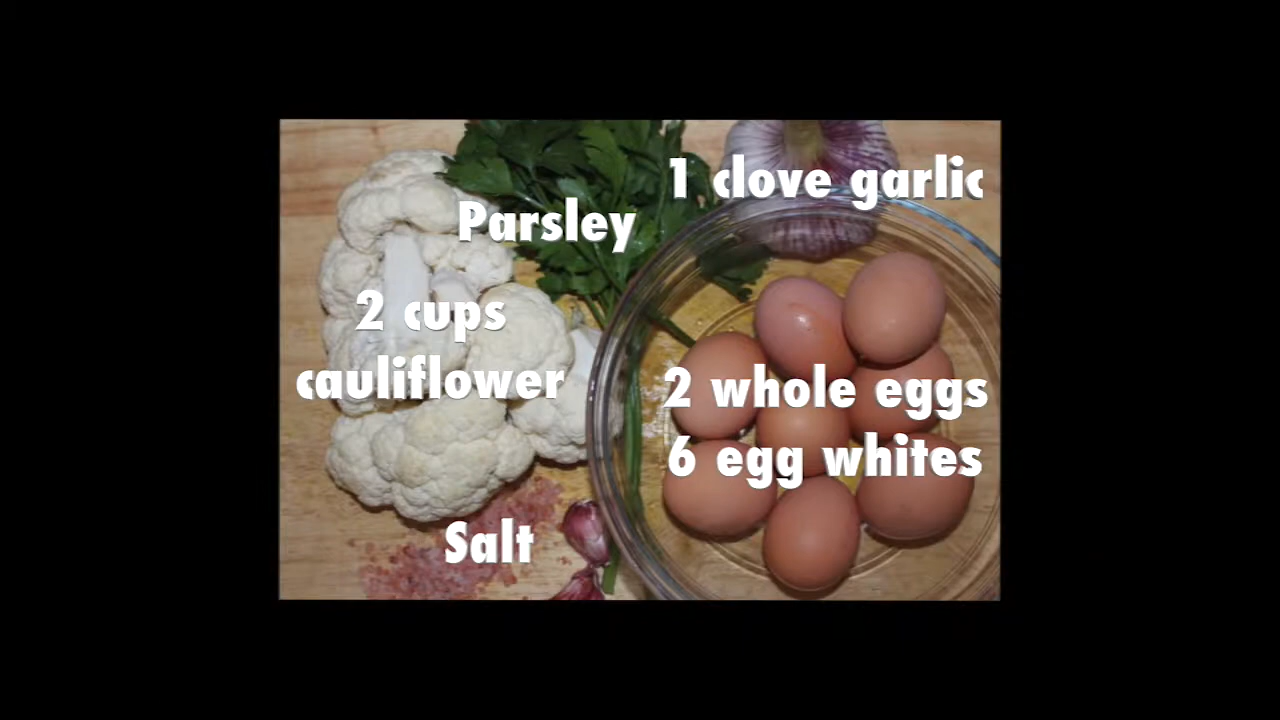 1 clove garlic
Parsley
2 cups
cauliflower
2 whole eggs
6 egg whites
Salt